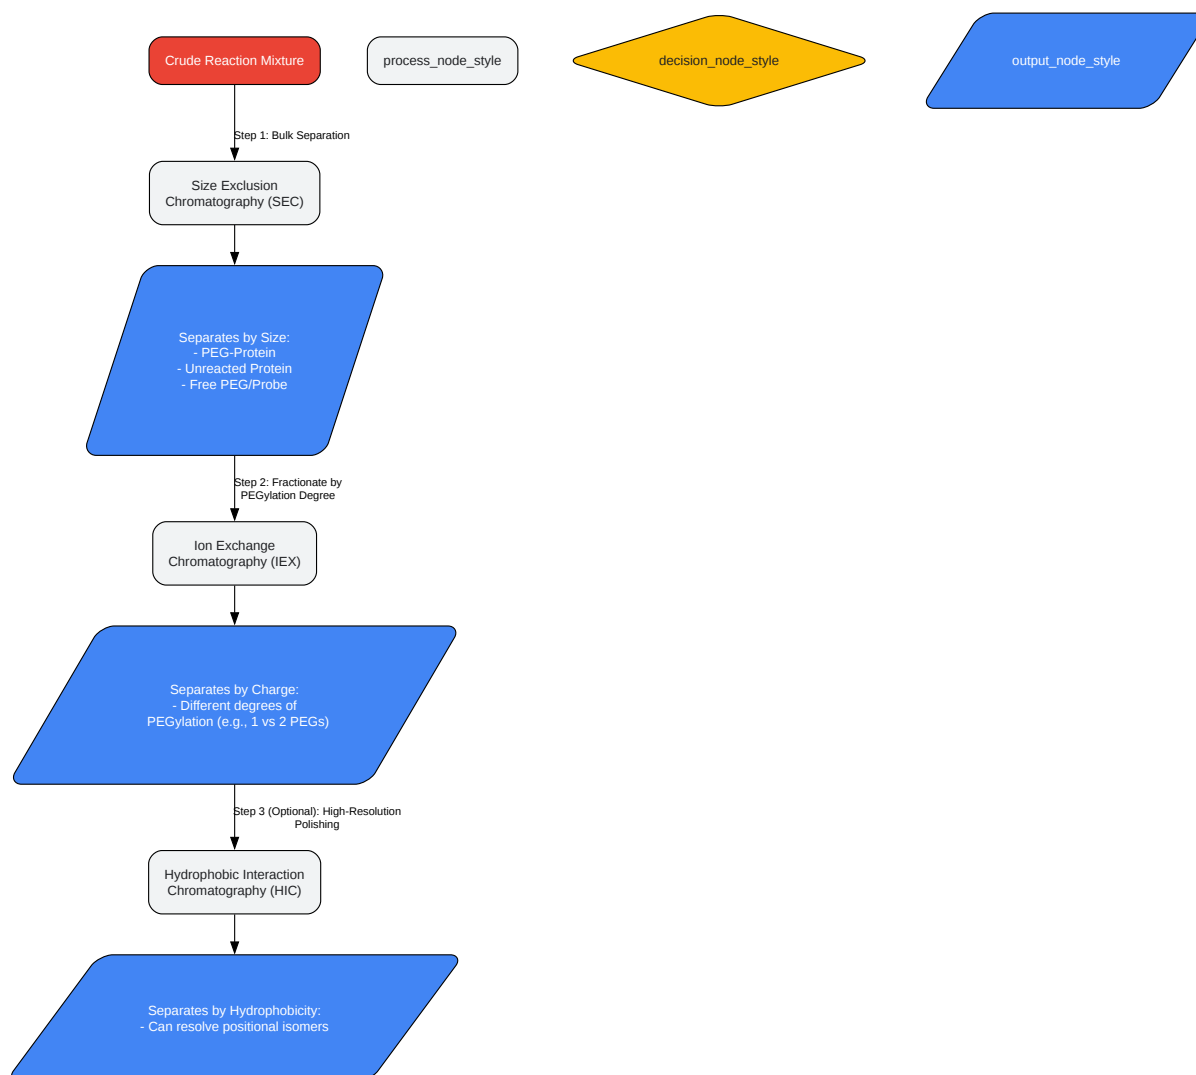 Crude Reaction Mixture
process_node_style
decision_node_style
output_node_style
Step 1: Bulk Separation
Size Exclusion
Chromatography (SEC)
Separates by Size:
- PEG-Protein
- Unreacted Protein
- Free PEG/Probe
Step 2: Fractionate by
PEGylation Degree
Ion Exchange
Chromatography (IEX)
Separates by Charge:
- Different degrees of
PEGylation (e.g., 1 vs 2 PEGs)
Step 3 (Optional): High-Resolution
Polishing
Hydrophobic Interaction
Chromatography (HIC)
Separates by Hydrophobicity:
- Can resolve positional isomers